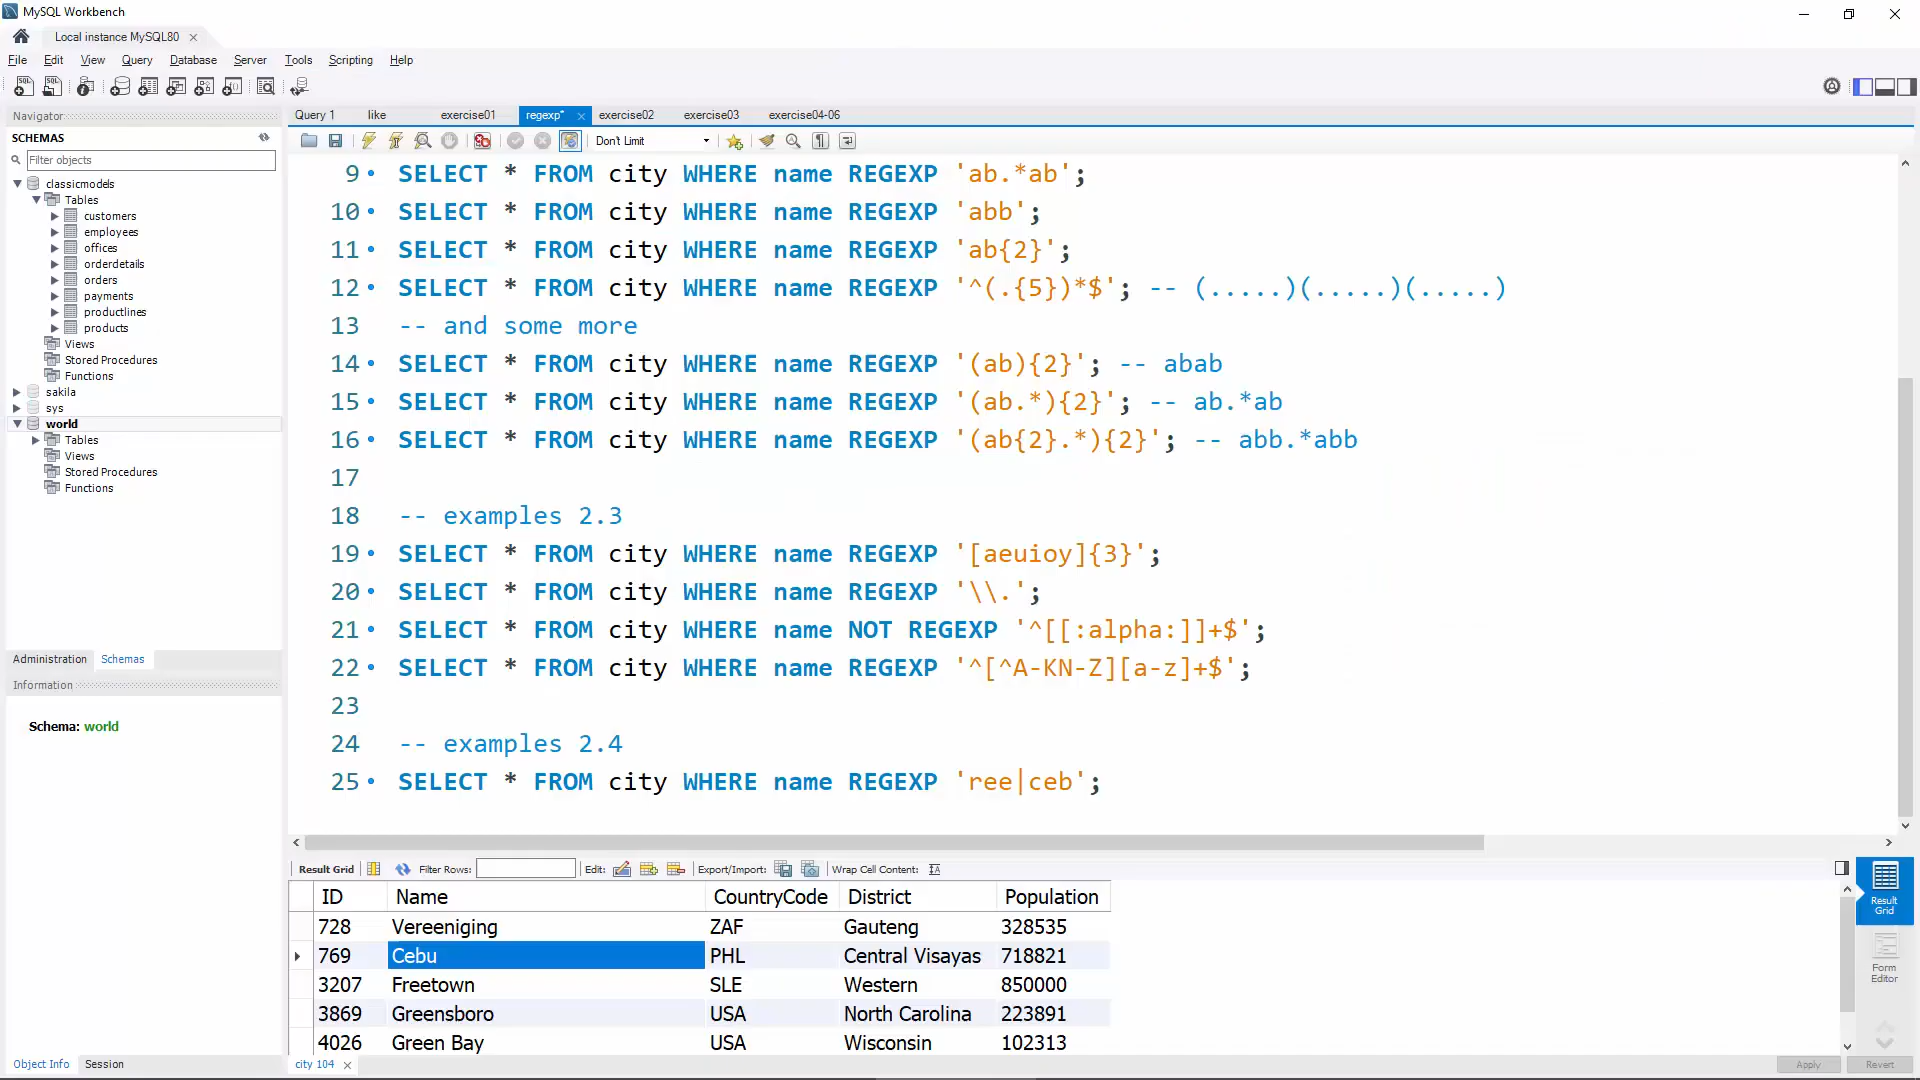 MySQL Workbench
Local instance MySQL80
File Edit View Query Database Server Tools Scripting Help
Navigator
SCHEMAS
Filter objects
classicmodels
Tables
customers
employees
offices
orderdetails
orders
payments
productlines
products
Views
Stored Procedures
Functions
sakila
sys
world
Tables
Views
Stored Procedures
Functions
Administration Schemas
Information
Schema: world
Object Info Session
Query 1 like exercise01 regexp* exercise02 exercise03 exercise04-06
Don't Limit
9 SELECT * FROM city WHERE name REGEXP 'ab.*ab';
10 SELECT * FROM city WHERE name REGEXP 'abb';
11 SELECT * FROM city WHERE name REGEXP 'ab{2}';
12 SELECT * FROM city WHERE name REGEXP '^(.{5})*$'; -- (.....)(.....)(.....)
13 -- and some more
14 SELECT * FROM city WHERE name REGEXP '(ab){2}'; -- abab
15 SELECT * FROM city WHERE name REGEXP '(ab.*){2}'; -- ab.*ab
16 SELECT * FROM city WHERE name REGEXP '(ab{2}.*){2}'; -- abb.*abb
17
18 -- examples 2.3
19 SELECT * FROM city WHERE name REGEXP '[aeuioy]{3}';
20 SELECT * FROM city WHERE name REGEXP '\\.';
21 SELECT * FROM city WHERE name NOT REGEXP '^[[:alpha:]]+$';
22 SELECT * FROM city WHERE name REGEXP '^[^A-KN-Z][a-z]+$';
23
24 -- examples 2.4
25 SELECT * FROM city WHERE name REGEXP 'ree|ceb';
Result Grid Filter Rows: Edit: Export/Import: Wrap Cell Content:
ID Name CountryCode District Population
728 Vereeniging ZAF Gauteng 328535
769 Cebu PHL Central Visayas 718821
3207 Freetown SLE Western 850000
3869 Greensboro USA North Carolina 223891
4026 Green Bay USA Wisconsin 102313
Result Grid
Form Editor
city 104
Apply Revert